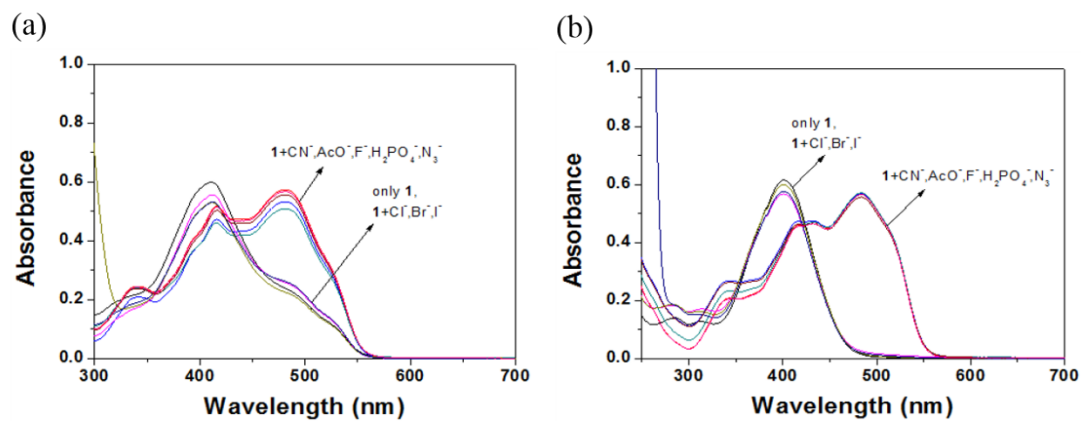 (a)
1.0
0.8
0.6
0.4
0.2
0.0
Absorbance
1+CN⁻,AcO⁻,F⁻,H₂PO₄⁻,N₃⁻
only 1,
1+Cl⁻,Br⁻,I⁻
300 400 500 600 700
Wavelength (nm)
(b)
1.0
0.8
0.6
0.4
0.2
0.0
Absorbance
only 1,
1+Cl⁻,Br⁻,I⁻
1+CN⁻,AcO⁻,F⁻,H₂PO₄⁻,N₃⁻
300 400 500 600 700
Wavelength (nm)